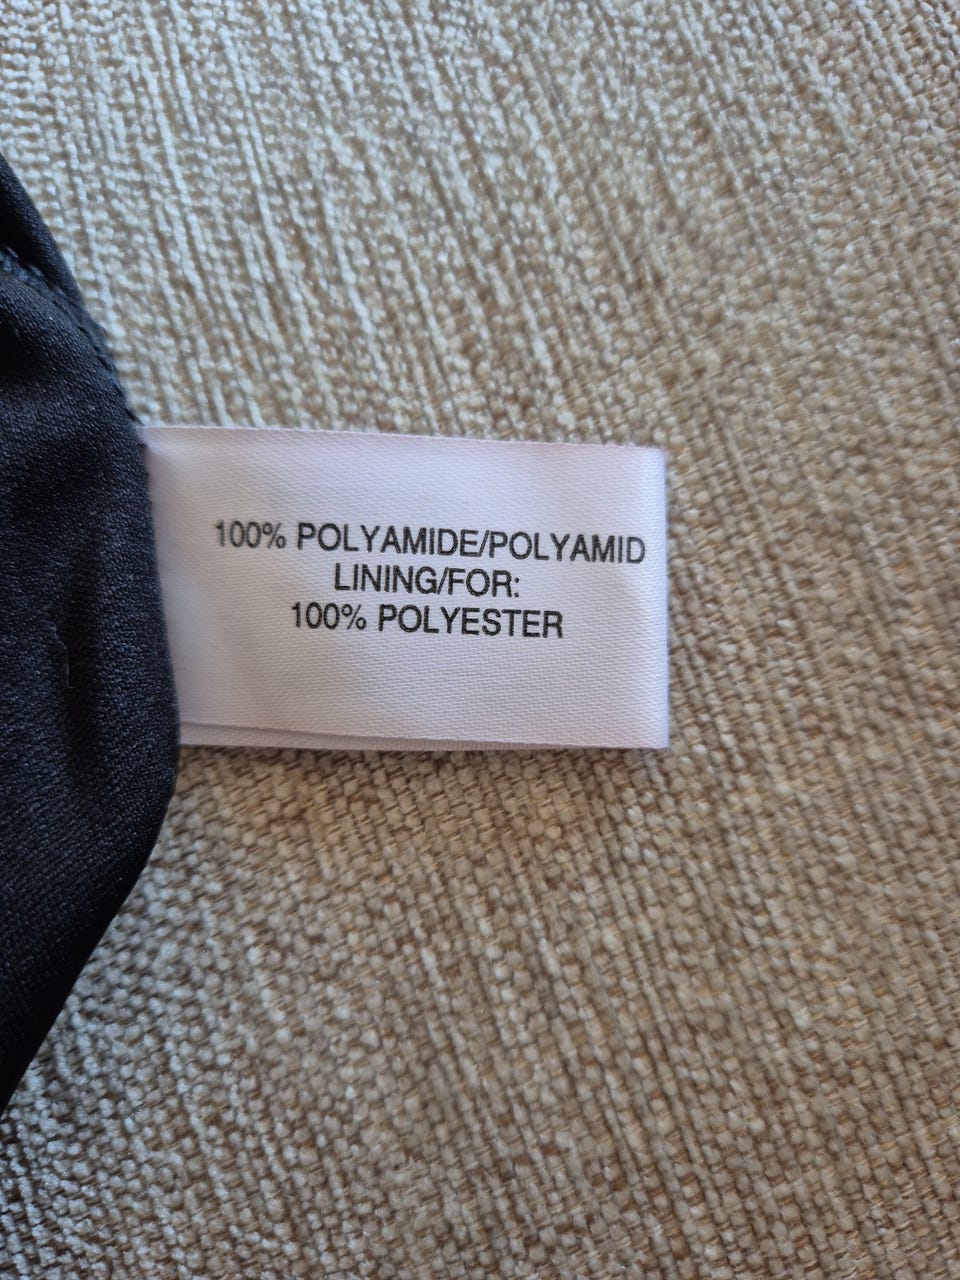 100% POLYAMIDE/POLYAMID
LINING/FOR:
100% POLYESTER